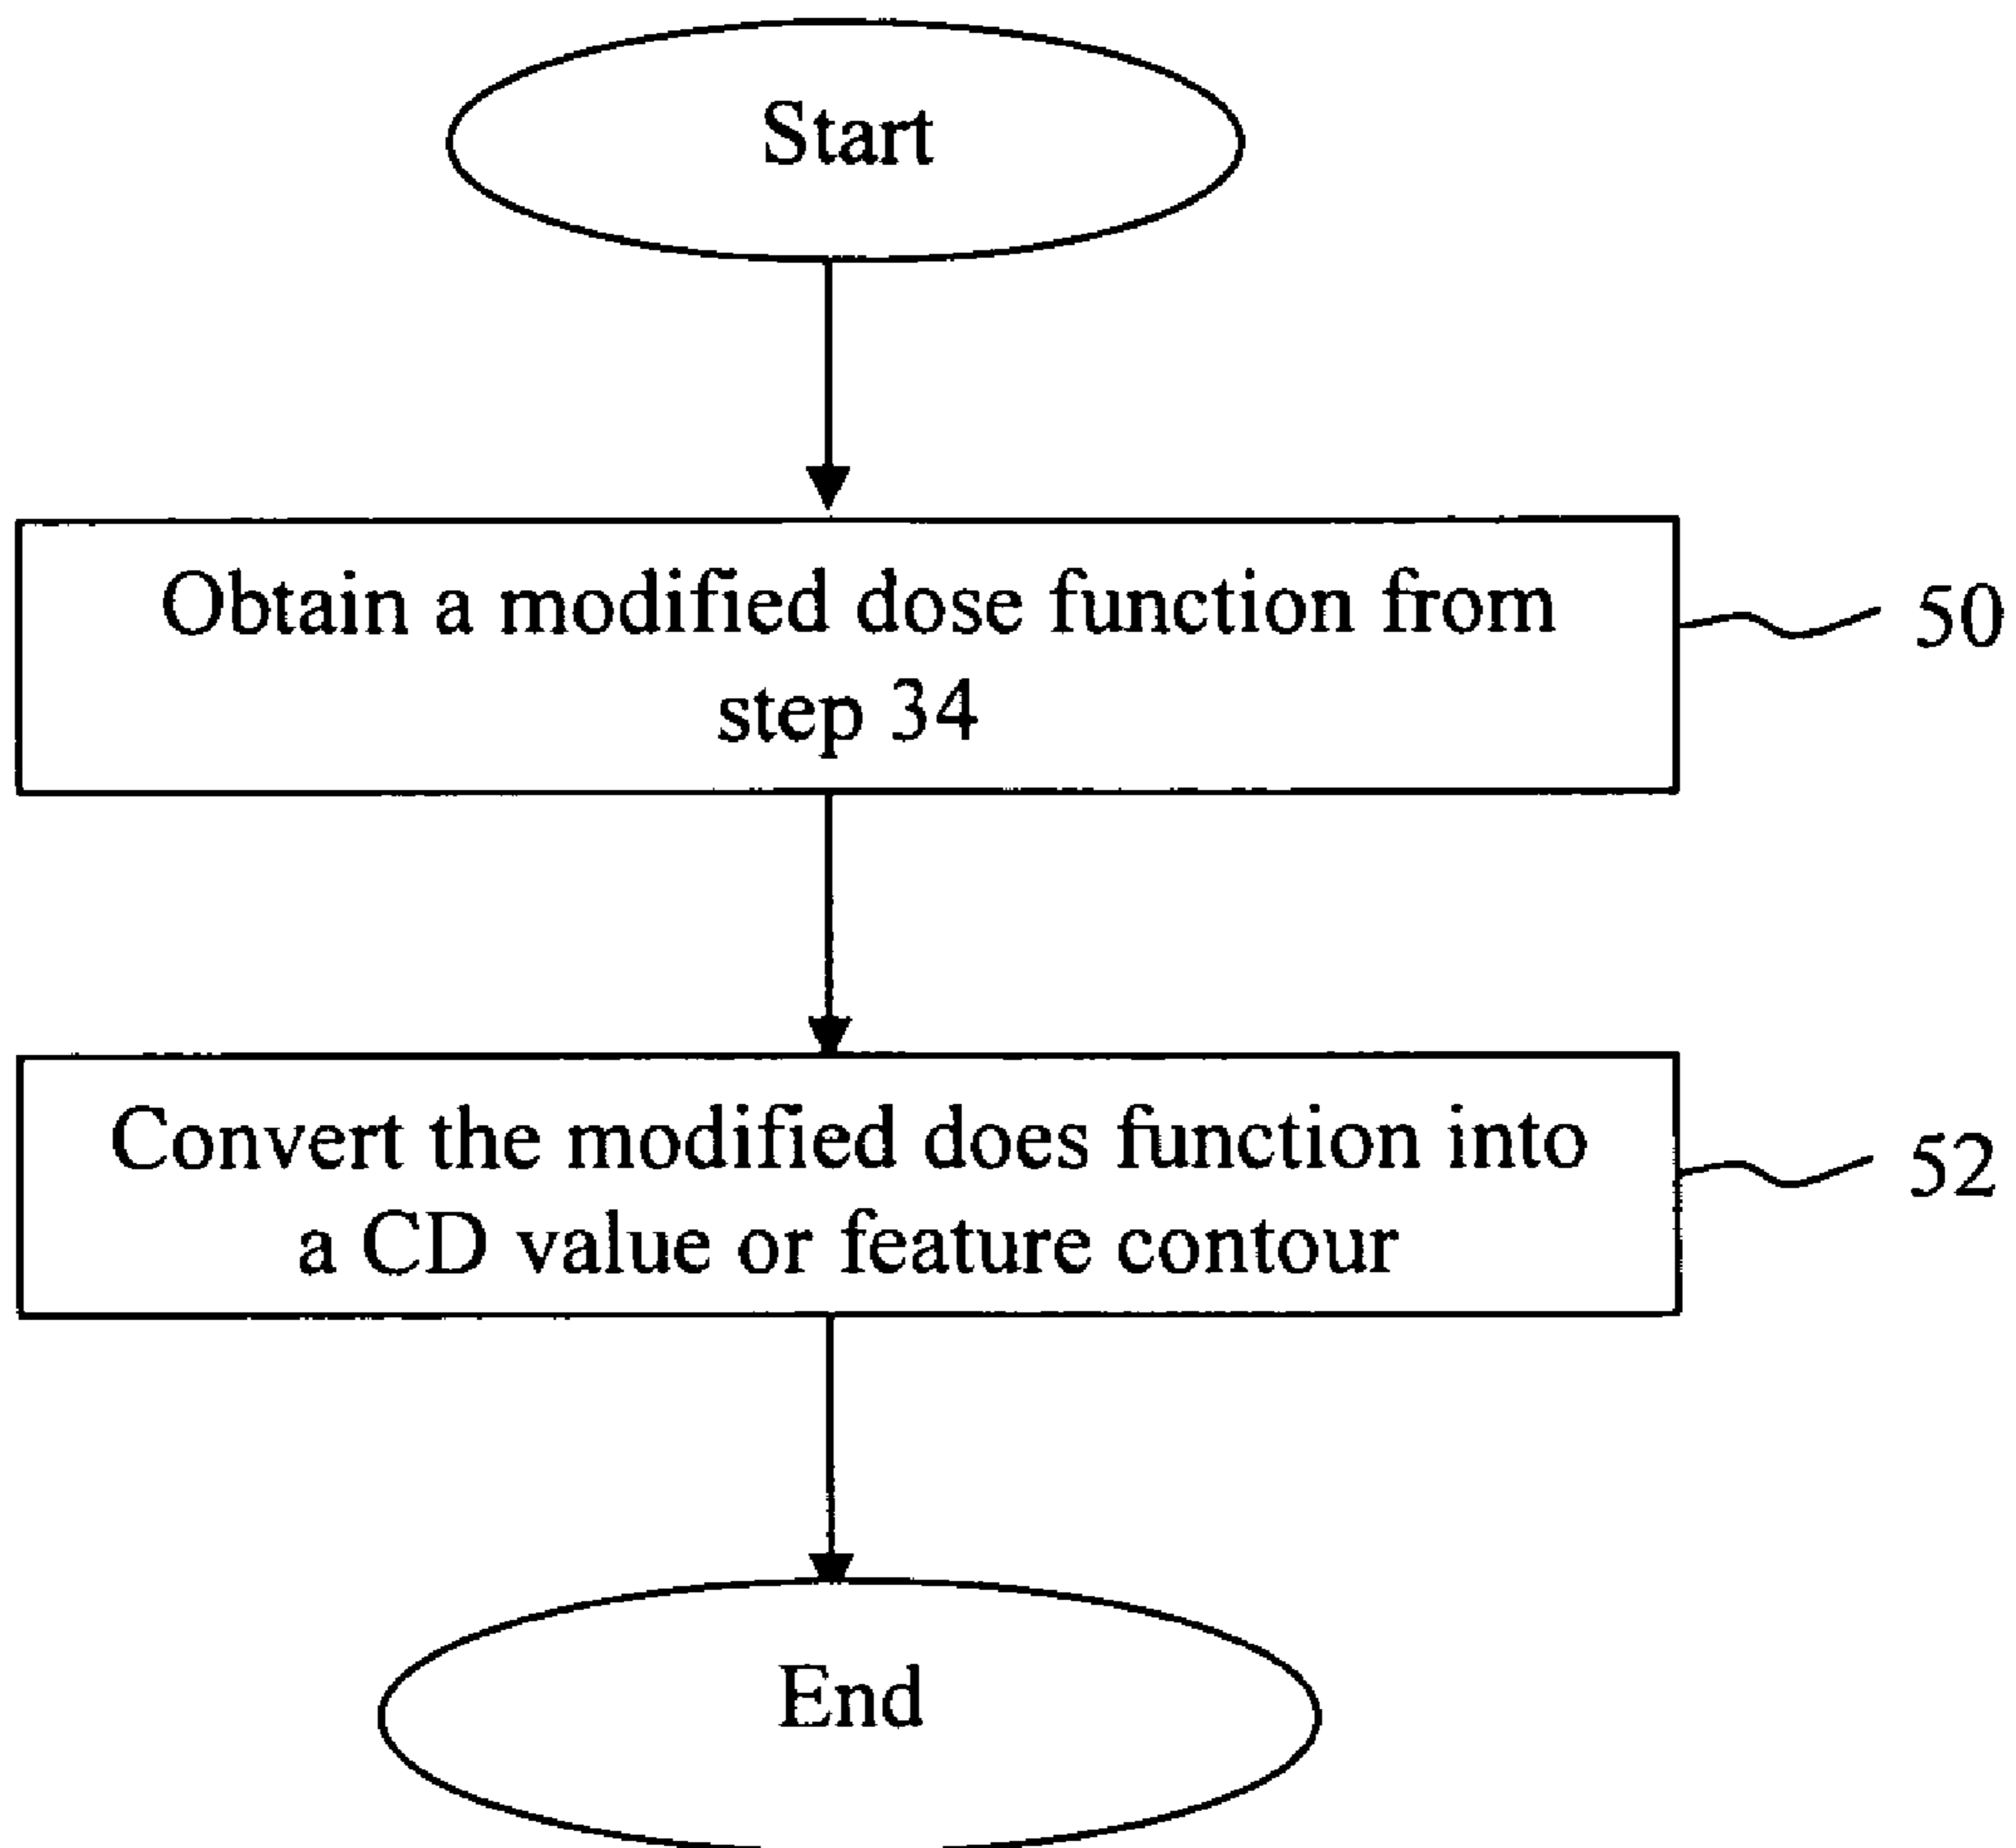 Start
Obtain a modified dose function from
step 34
50
Convert the modified does function into
a CD value or feature contour
52
End